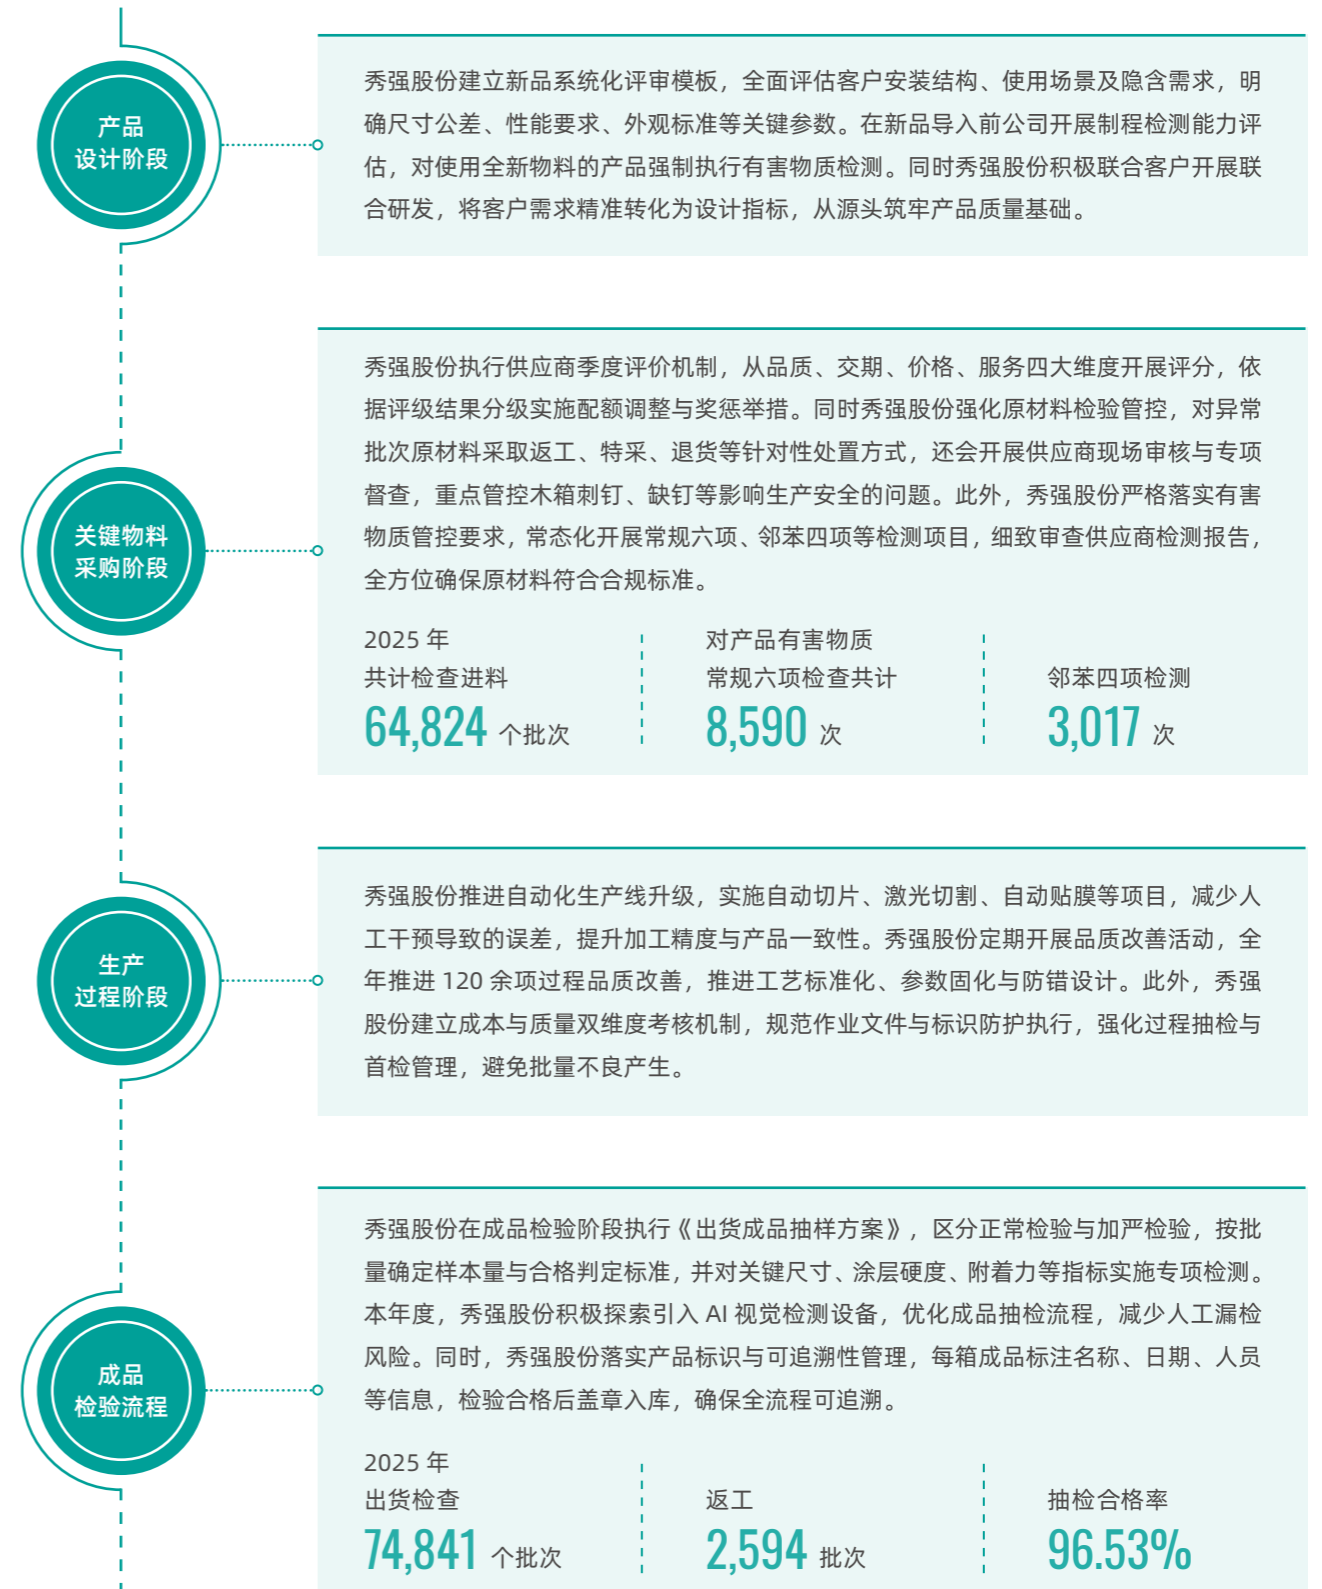 产品
设计阶段
秀强股份建立新品系统化评审模板，全面评估客户安装结构、使用场景及隐含需求，明
确尺寸公差、性能要求、外观标准等关键参数。在新品导入前公司开展制程检测能力评
估，对使用全新物料的产品强制执行有害物质检测。同时秀强股份积极联合客户开展联
合研发，将客户需求精准转化为设计指标，从源头筑牢产品质量基础。
关键物料
采购阶段
秀强股份执行供应商季度评价机制，从品质、交期、价格、服务四大维度开展评分，依
据评级结果分级实施配额调整与奖惩举措。同时秀强股份强化原材料检验管控，对异常
批次原材料采取返工、特采、退货等针对性处置方式，还会开展供应商现场审核与专项
督查，重点管控木箱刺钉、缺钉等影响生产安全的问题。此外，秀强股份严格落实有害
物质管控要求，常态化开展常规六项、邻苯四项等检测项目，细致审查供应商检测报告，
全方位确保原材料符合合规标准。
2025 年
共计检查进料
64,824 个批次
对产品有害物质
常规六项检查共计
8,590 次
邻苯四项检测
3,017 次
生产
过程阶段
秀强股份推进自动化生产线升级，实施自动切片、激光切割、自动贴膜等项目，减少人
工干预导致的误差，提升加工精度与产品一致性。秀强股份定期开展品质改善活动，全
年推进 120 余项过程品质改善，推进工艺标准化、参数固化与防错设计。此外，秀强
股份建立成本与质量双维度考核机制，规范作业文件与标识防护执行，强化过程抽检与
首检管理，避免批量不良产生。
成品
检验流程
秀强股份在成品检验阶段执行《出货成品抽样方案》，区分正常检验与加严检验，按批
量确定样本量与合格判定标准，并对关键尺寸、涂层硬度、附着力等指标实施专项检测。
本年度，秀强股份积极探索引入 AI 视觉检测设备，优化成品抽检流程，减少人工漏检
风险。同时，秀强股份落实产品标识与可追溯性管理，每箱成品标注名称、日期、人员
等信息，检验合格后盖章入库，确保全流程可追溯。
2025 年
出货检查
74,841 个批次
返工
2,594 批次
抽检合格率
96.53%